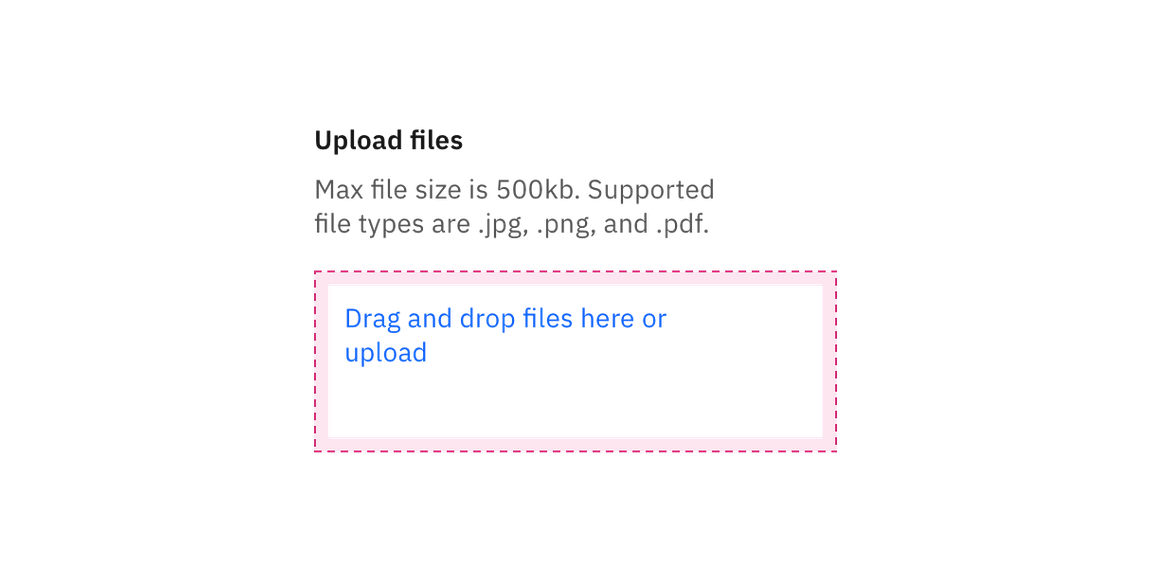 Upload files
Max file size is 500kb. Supported
file types are .jpg, .png, and .pdf.
Drag and drop files here or
upload